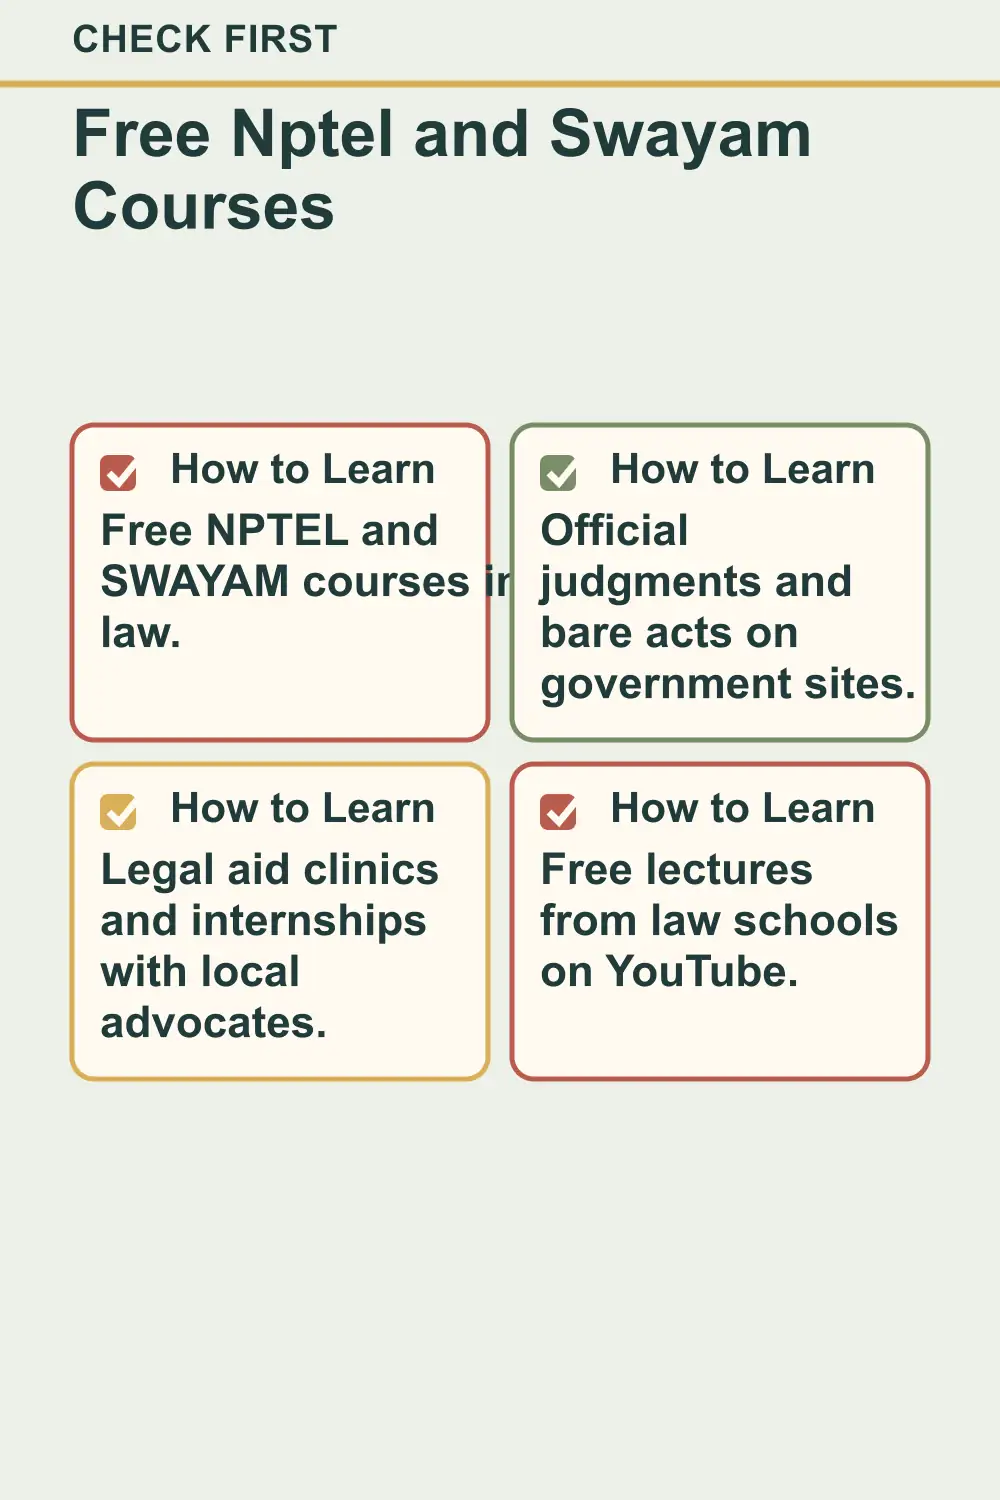 CHECK FIRST
Free Nptel and Swayam
Courses
How to Learn
Free NPTEL and
SWAYAM courses in
law.
How to Learn
Official
judgments and
bare acts on
government sites.
How to Learn
Legal aid clinics
and internships
with local
advocates.
How to Learn
Free lectures
from law schools
on YouTube.